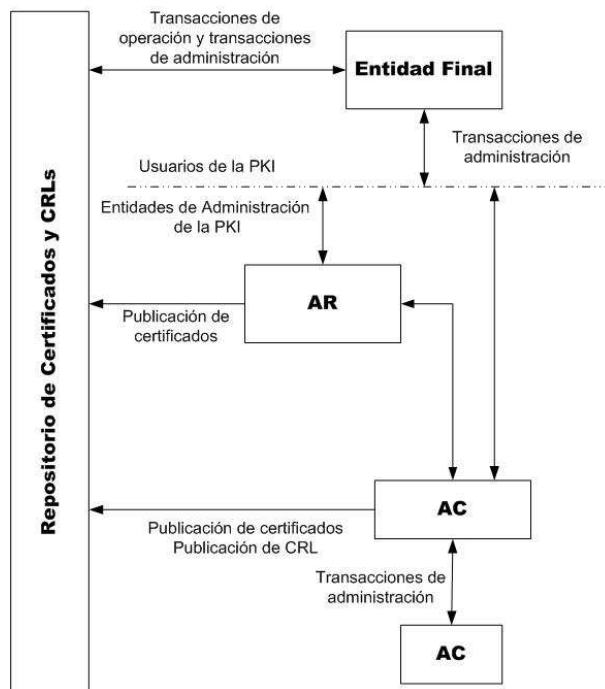 Transacciones de
operación y transacciones
de administración
Entidad Final
Transacciones de
administración
Usuarios de la PKI
Entidades de Administración
de la PKI
Repositorio de Certificados y CRLs
AR
Publicación de
certificados
AC
Publicación de certificados
Publicación de CRL
Transacciones de
administración
AC